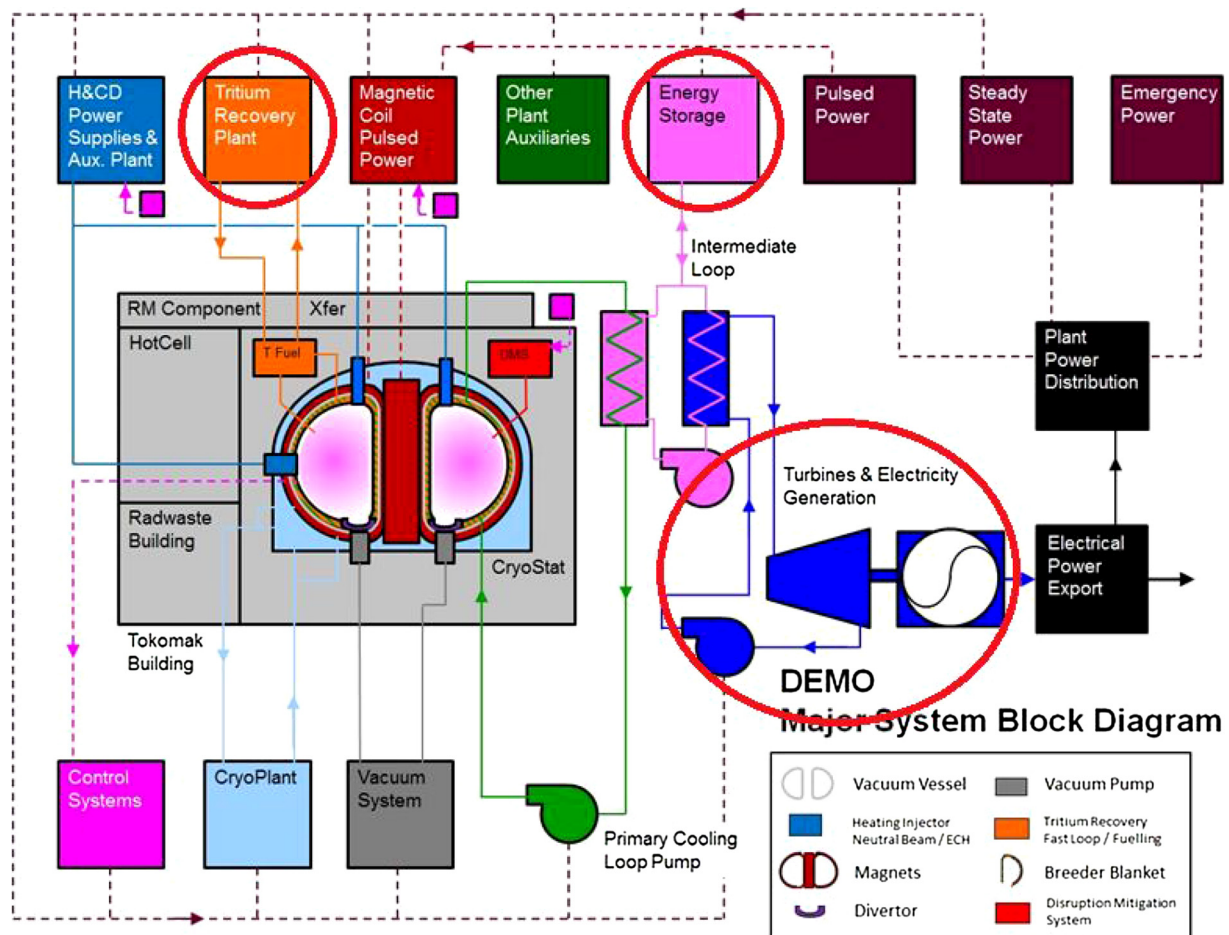 H&CD
Power
Supplies &
Aux. Plant
Tritium
Recovery
Plant
Magnetic
Coil
Pulsed
Power
Other
Plant
Auxiliaries
Energy
Storage
Pulsed
Power
Steady
State
Power
Emergency
Power
Intermediate
Loop
RM Component Xfer
HotCell
T Fuel
DMS
Plant
Power
Distribution
Turbines & Electricity
Generation
Radwaste
Building
CryoStat
Electrical
Power
Export
Tokomak
Building
DEMO
Major System Block Diagram
Control
Systems
CryoPlant
Vacuum
System
Primary Cooling
Loop Pump
Vacuum Vessel
Vacuum Pump
Heating Injector
Neutral Beam / ECH
Tritium Recovery
Fast Loop / Fuelling
Magnets
Breeder Blanket
Divertor
Disruption Mitigation
System